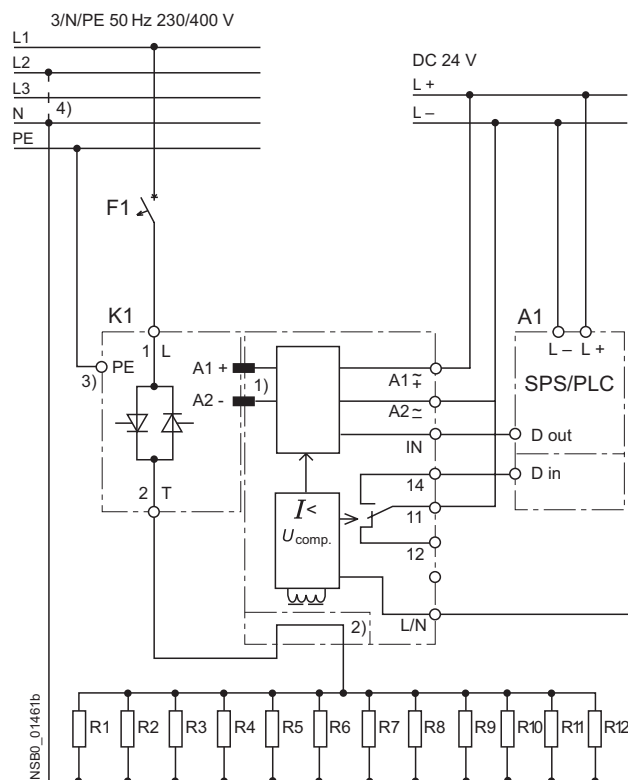 3/N/PE 50 Hz 230/400 V
L1
L2
L3
4)
N
PE
DC 24 V
L +
L –
F1
K1
1 L
3)
PE
A1 +
A2 -
1)
2 T
A1 ≂ +
A2 ≃
IN
14
11
12
I <
U comp.
L/N
2)
A1
L – L +
SPS/PLC
D out
D in
R1 R2 R3 R4 R5 R6 R7 R8 R9 R10 R11 R12
NSB0_01461b